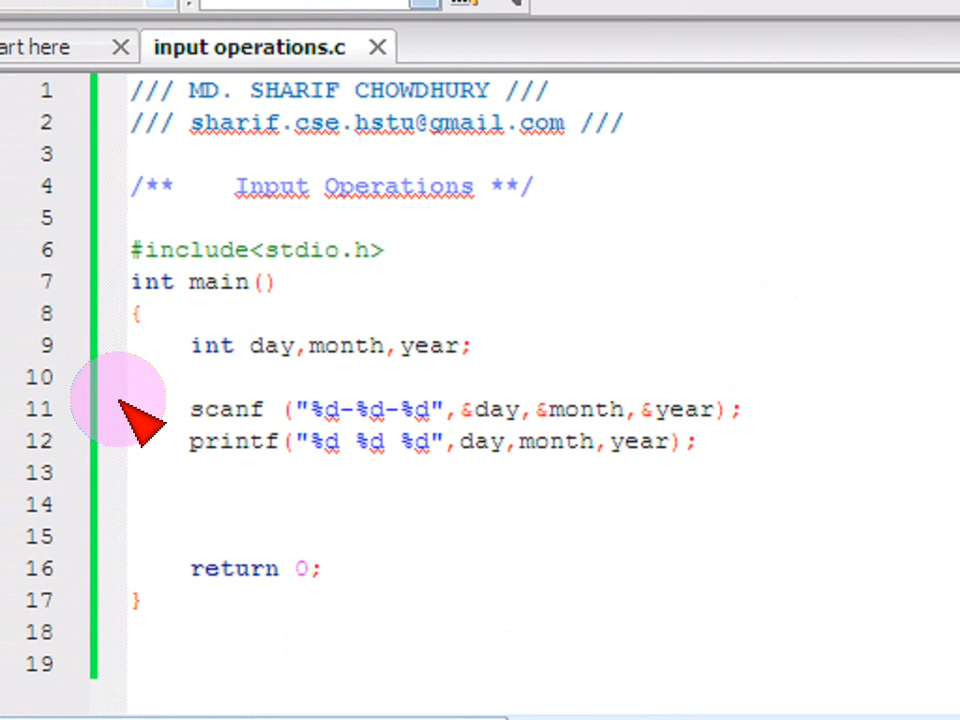 art here
input operations.c
1 /// MD. SHARIF CHOWDHURY ///
2 /// sharif.cse.hstu@gmail.com ///
3
4 /** Input Operations **/
5
6 #include<stdio.h>
7 int main()
8 {
9 int day,month,year;
10
11 scanf ("%d-%d-%d",&day,&month,&year);
12 printf("%d %d %d",day,month,year);
13
14
15
16 return 0;
17 }
18
19